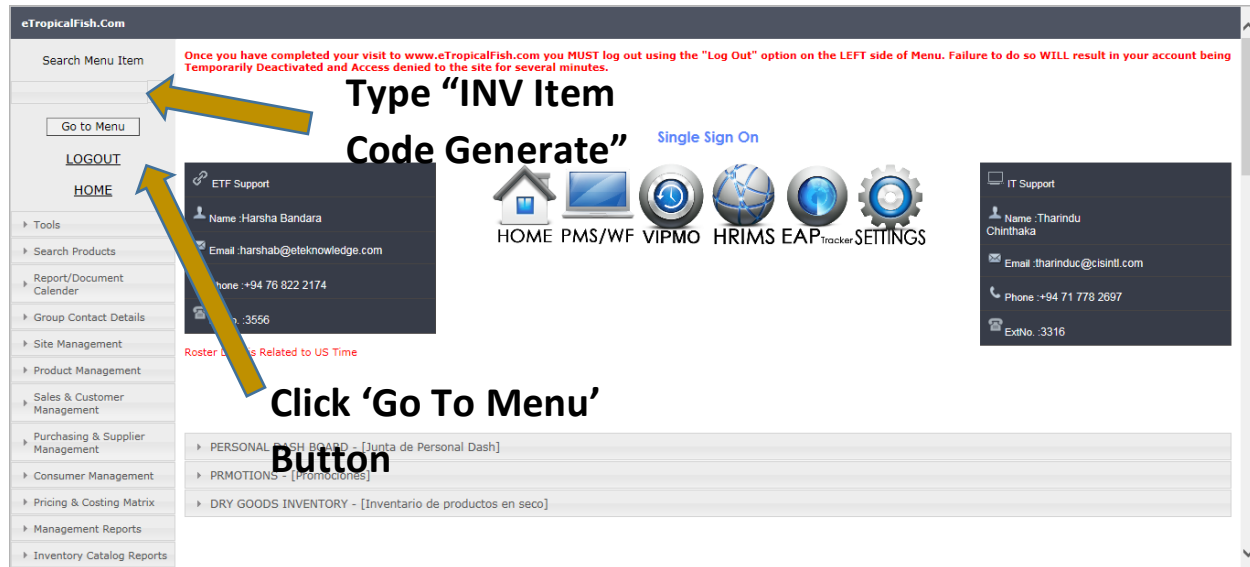 eTropicalFish.Com
Search Menu Item
Go to Menu
LOGOUT
HOME
Tools
Search Products
Report/Document
Calender
Group Contact Details
Site Management
Product Management
Sales & Customer
Management
Purchasing & Supplier
Management
Consumer Management
Pricing & Costing Matrix
Management Reports
Inventory Catalog Reports
Once you have completed your visit to www.eTropicalFish.com you MUST log out using the "Log Out" option on the LEFT side of Menu. Failure to do so WILL result in your account being
Temporarily Deactivated and Access denied to the site for several minutes.
Type “INV Item
Code Generate”
Single Sign On
ETF Support
Name :Harsha Bandara
Email :harshab@eteknowledge.com
Phone :+94 76 822 2174
:3556
HOME PMS/WF VIPMO HRIMS EAPTracker SETTINGS
IT Support
Name :Tharindu
Chinthaka
Email :tharinduc@cisintl.com
Phone :+94 71 778 2697
ExtNo. :3316
Roster is Related to US Time
Click ‘Go To Menu’
Button
PERSONAL DASH BOARD - [Junta de Personal Dash]
PRMOTIONS - [Promociones]
DRY GOODS INVENTORY - [Inventario de productos en seco]